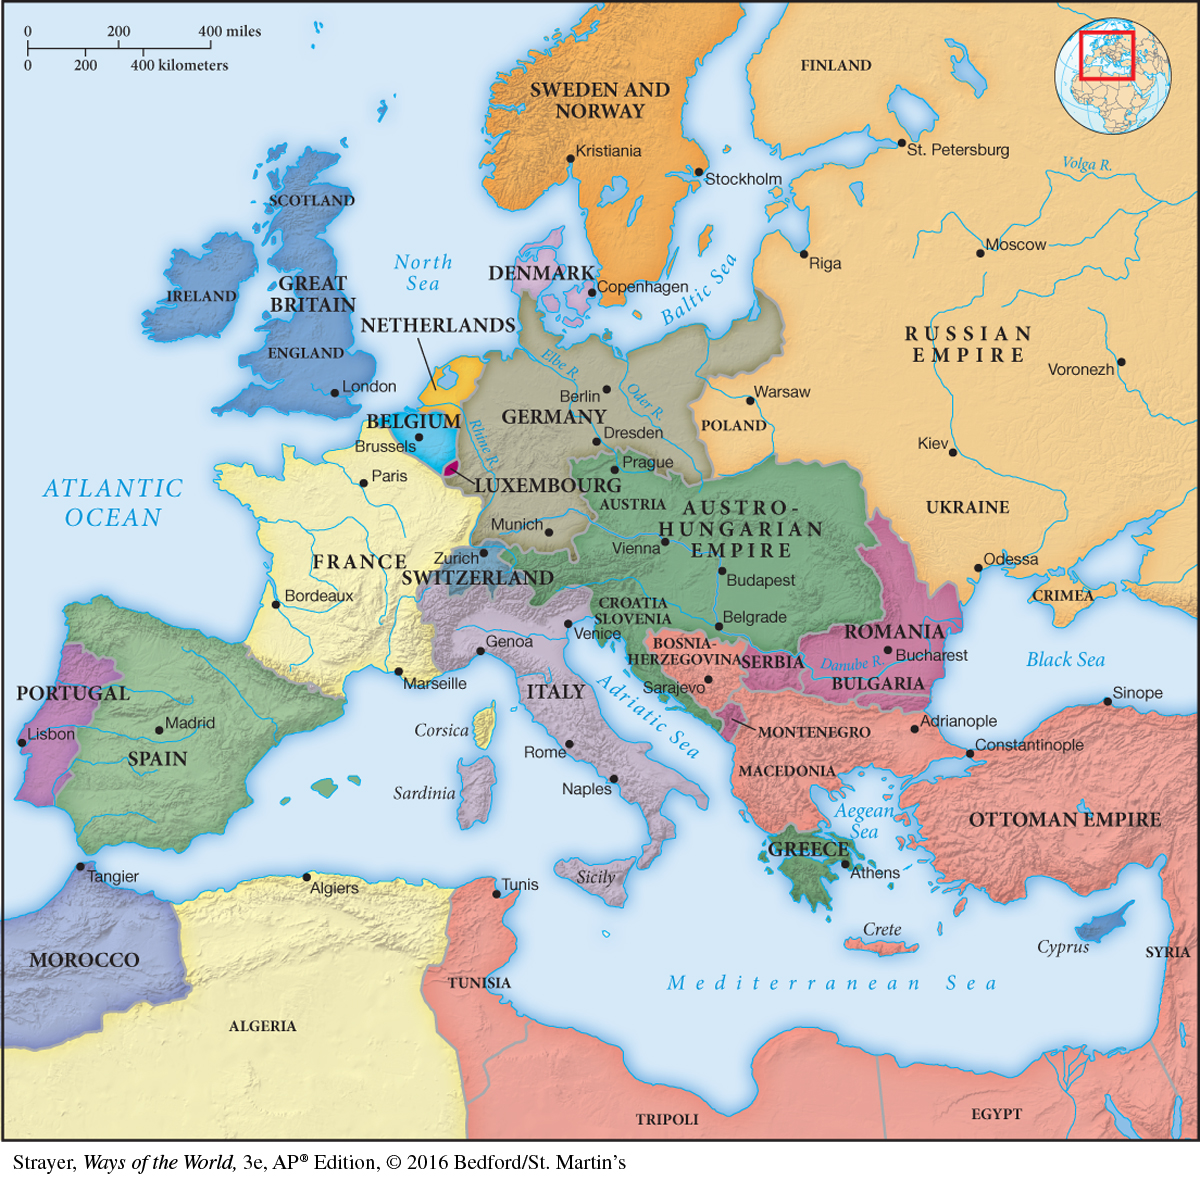 0 200 400 miles
0 200 400 kilometers
FINLAND
SWEDEN AND
NORWAY
Kristiania
St. Petersburg
Volga R.
Stockholm
SCOTLAND
Moscow
North
Sea
DENMARK
Riga
Copenhagen
Baltic Sea
IRELAND
GREAT
BRITAIN
NETHERLANDS
RUSSIAN
EMPIRE
ENGLAND
Elbe R.
Voronezh
London
Berlin
Oder R.
Warsaw
BELGIUM
GERMANY
POLAND
Brussels
Rhine R.
Dresden
Kiev
Prague
Paris
LUXEMBOURG
ATLANTIC
OCEAN
AUSTRIA
AUSTRO-
HUNGARIAN
EMPIRE
UKRAINE
Munich
Vienna
FRANCE
Zurich
SWITZERLAND
Odessa
Budapest
Bordeaux
CRIMEA
CROATIA
SLOVENIA
Belgrade
Venice
Genoa
ROMANIA
BOSNIA-
HERZEGOVINA
SERBIA
Danube R.
Bucharest
Black Sea
Marseille
Sarajevo
BULGARIA
PORTUGAL
ITALY
Adriatic Sea
Sinope
Madrid
Corsica
MONTENEGRO
Adrianople
Lisbon
Constantinople
SPAIN
Rome
MACEDONIA
Sardinia
Naples
Aegean
Sea
OTTOMAN EMPIRE
GREECE
Tangier
Algiers
Tunis
Sicily
Athens
Crete
Cyprus
SYRIA
MOROCCO
TUNISIA
Mediterranean Sea
ALGERIA
TRIPOLI
EGYPT
Strayer, Ways of the World, 3e, AP® Edition, © 2016 Bedford/St. Martin's